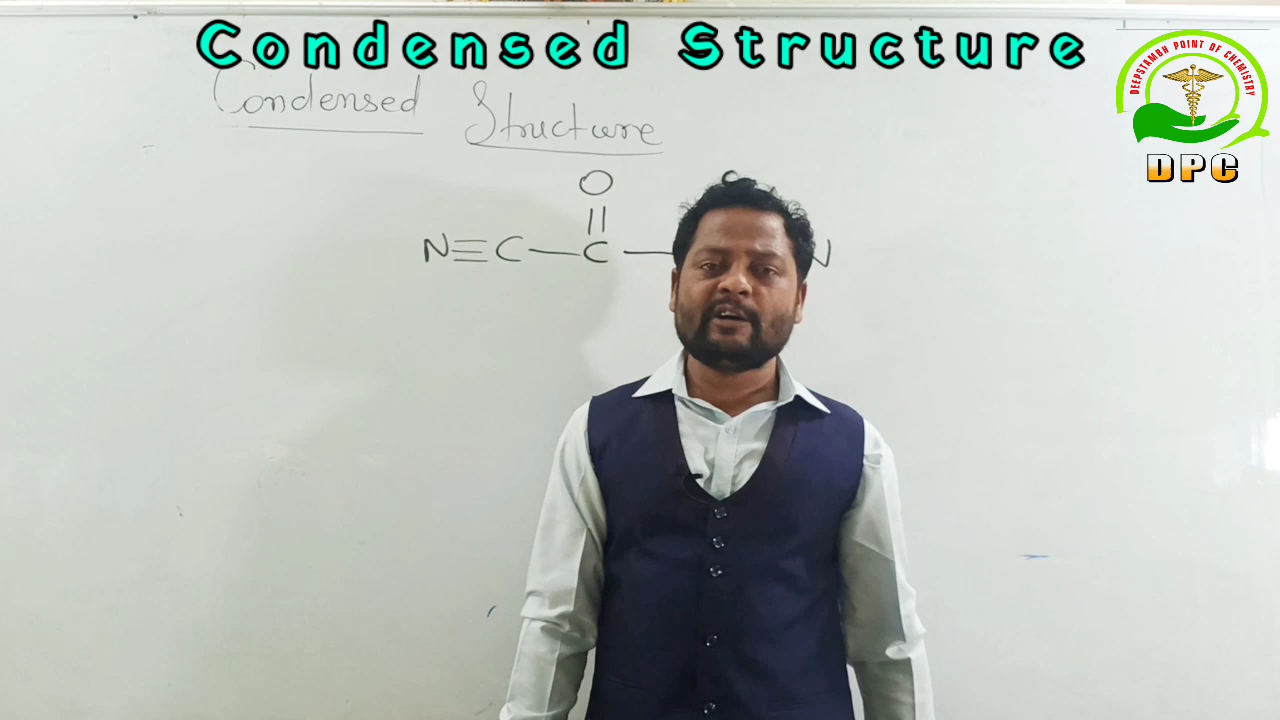 Condensed Structure
DEEPSTAMBH POINT OF CHEMISTRY
DPC
Condensed Structure
O
||
N≡C—C—
N